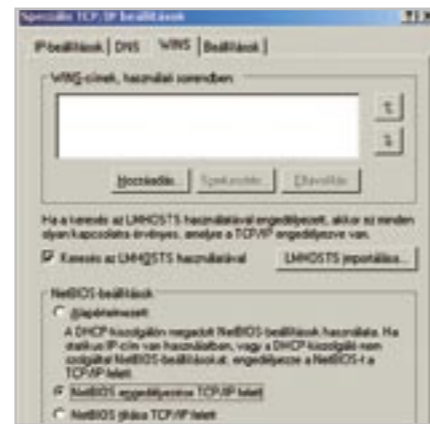 Speciális TCP/IP beállítások
IP-beállítások DNS WINS Beállítások
WINS-címek, használati sorrendben:
Hozzáadás... Szerkesztés... Eltávolítás
Ha a keresés az LMHOSTS használatával engedélyezett, akkor ez minden
olyan kapcsolatra érvényes, amelyre a TCP/IP engedélyezve van.
Keresés az LMHOSTS használatával LMHOSTS importálása...
NetBIOS-beállítások
Alapértelmezett
A DHCP-kiszolgálón megadott NetBIOS-beállítások használata. Ha
statikus IP-cím van használatban, vagy a DHCP-kiszolgáló nem
szolgáltat NetBIOS-beállításokat, engedélyezze a NetBIOS-t a
TCP/IP felett.
NetBIOS engedélyezése TCP/IP felett
NetBIOS tiltása TCP/IP felett